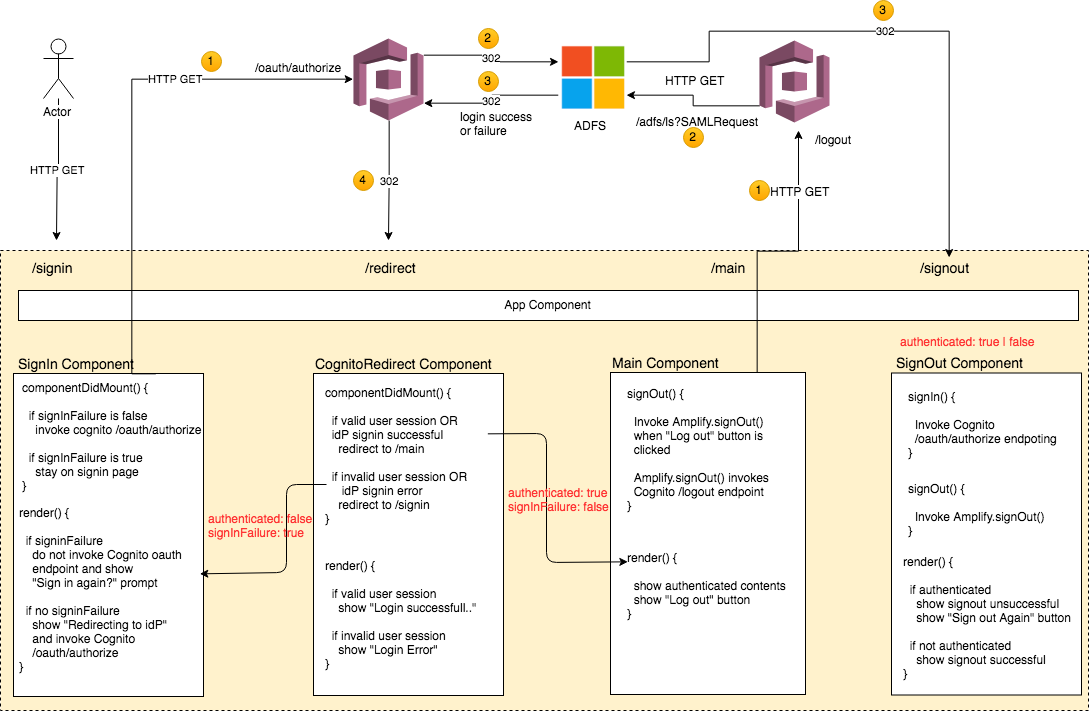 3
2
302
302
1
/oauth/authorize
HTTP GET
3
302
HTTP GET
Actor
login success
or failure
ADFS
/adfs/ls?SAMLRequest
2
/logout
HTTP GET
4
302
1
HTTP GET
/signin
/redirect
/main
/signout
App Component
authenticated: true | false
SignIn Component
CognitoRedirect Component
Main Component
SignOut Component
componentDidMount() {
if signInFailure is false
invoke cognito /oauth/authorize
if signInFailure is true
stay on signin page
}
render() {
if signinFailure
do not invoke Cognito oauth
endpoint and show
"Sign in again?" prompt
if no signinFailure
show "Redirecting to idP"
and invoke Cognito
/oauth/authorize
}
authenticated: false
signInFailure: true
componentDidMount() {
if valid user session OR
idP signin successful
redirect to /main
if invalid user session OR
idP signin error
redirect to /signin
}
render() {
if valid user session
show "Login successfull.."
if invalid user session
show "Login Error"
}
authenticated: true
signInFailure: false
signOut() {
Invoke Amplify.signOut()
when "Log out" button is
clicked
Amplify.signOut() invokes
Cognito /logout endpoint
}
render() {
show authenticated contents
show "Log out" button
}
signIn() {
Invoke Cognito
/oauth/authorize endpoting
}
signOut() {
Invoke Amplify.signOut()
}
render() {
if authenticated
show signout unsuccessful
show "Sign out Again" button
if not authenticated
show signout successful
}